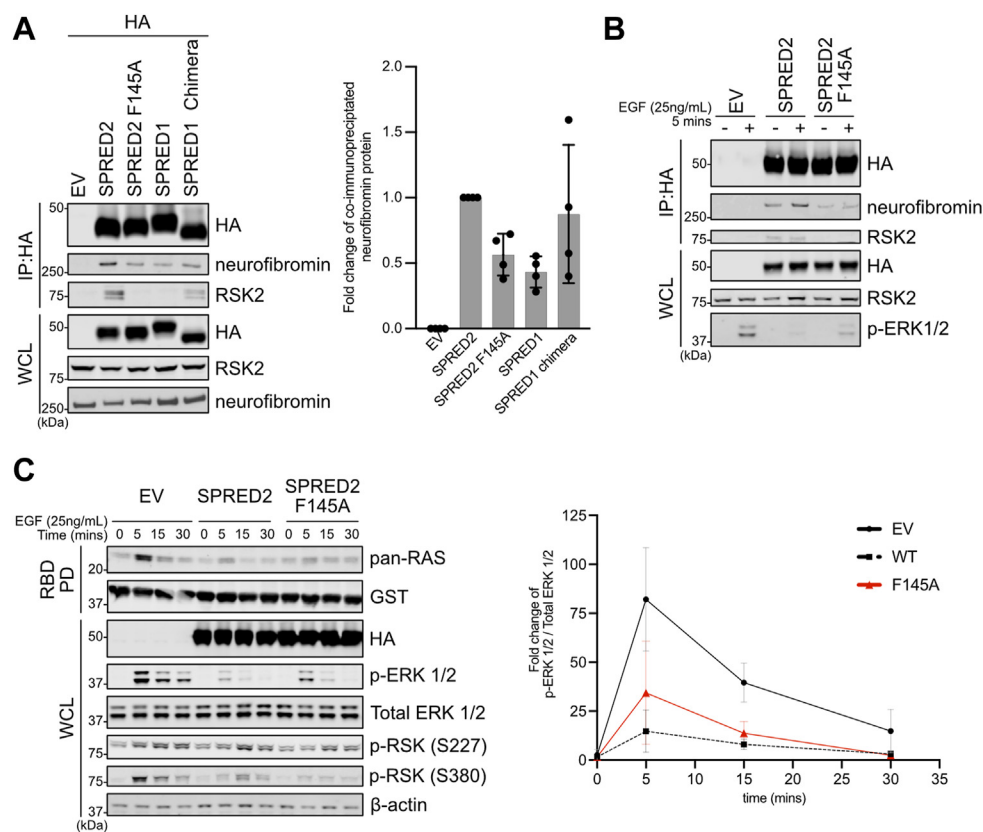 A
HA
EV
SPRED2
SPRED2 F145A
SPRED1
SPRED1 Chimera
IP:HA
50
HA
250
neurofibromin
75
RSK2
WCL
50
HA
75
RSK2
250
neurofibromin
(kDa)
Fold change of co-immunopreciptated
neurofibromin protein
2.0
1.5
1.0
0.5
0.0
EV
SPRED2
SPRED2 F145A
SPRED1
SPRED1 chimera
B
EV
SPRED2
SPRED2
F145A
EGF (25ng/mL)
5 mins
- + - + - +
IP:HA
50
HA
250
neurofibromin
75
RSK2
WCL
50
HA
75
RSK2
37
p-ERK1/2
(kDa)
C
EV
SPRED2
SPRED2
F145A
EGF (25ng/mL)
Time (mins)
0 5 15 30 0 5 15 30 0 5 15 30
RBD
PD
20
pan-RAS
37
GST
WCL
50
HA
37
p-ERK 1/2
37
Total ERK 1/2
75
p-RSK (S227)
75
p-RSK (S380)
37
β-actin
(kDa)
Fold change of
p-ERK 1/2 / Total ERK 1/2
125
100
75
50
25
0
0 5 10 15 20 25 30 35
time (mins)
EV
WT
F145A